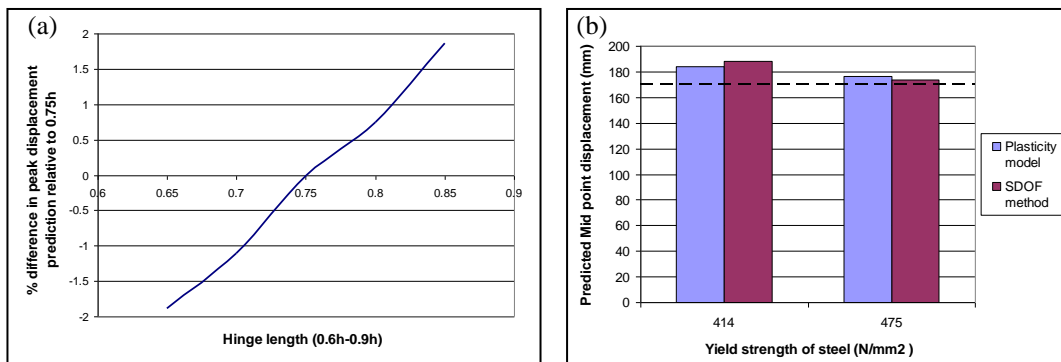 (a)
% difference in peak displacement
prediction relative to 0.75h
2
1.5
1
0.5
0
-0.5
-1
-1.5
-2
0.6 0.65 0.7 0.75 0.8 0.85 0.9
Hinge length (0.6h-0.9h)
(b)
Predicted Mid point displacement (mm)
200
180
160
140
120
100
80
60
40
20
0
414 475
Yield strength of steel (N/mm2 )
Plasticity
model
SDOF
method